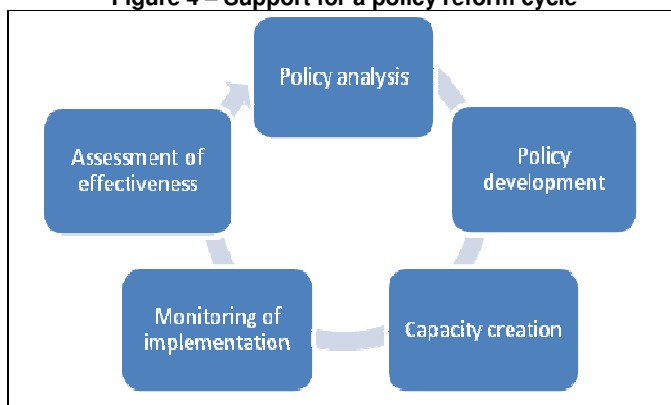 Figure 4 – Support for a policy reform cycle
Policy analysis
Policy
development
Capacity creation
Monitoring of
implementation
Assessment of
effectiveness